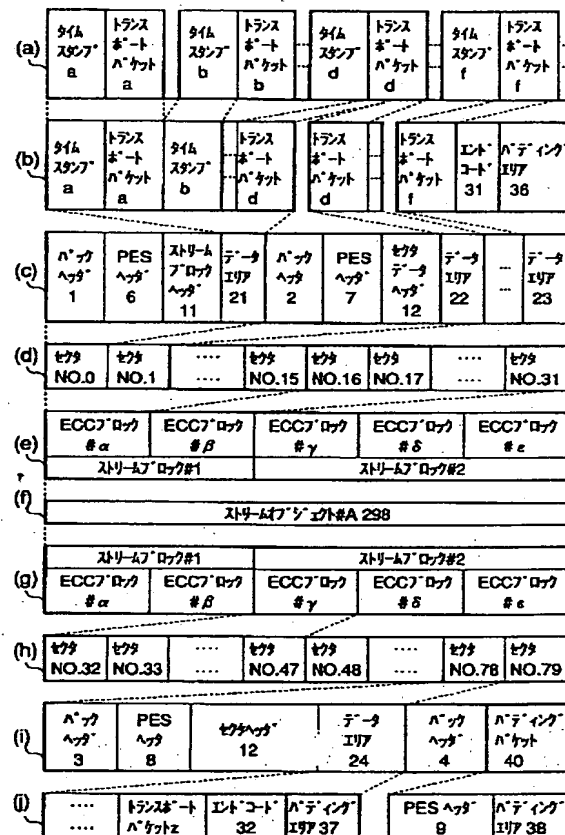 (a)
タイムスタンプ a
トランスポートパケット a
タイムスタンプ b
トランスポートパケット b
タイムスタンプ d
トランスポートパケット d
タイムスタンプ f
トランスポートパケット f
(b)
タイムスタンプ a
トランスポートパケット a
タイムスタンプ b
トランスポートパケット d
トランスポートパケット d
トランスポートパケット f
エンドコード 31
パディングエリア 36
(c)
パックヘッダ 1
PESヘッダ 6
ストリームブロックヘッダ 11
データエリア 21
パックヘッダ 2
PESヘッダ 7
セクタデータヘッダ 12
データエリア 22
...
データエリア 23
(d)
セクタ NO.0
セクタ NO.1
....
セクタ NO.15
セクタ NO.16
セクタ NO.17
....
セクタ NO.31
(e)
ECCブロック #α
ECCブロック #β
ECCブロック #γ
ECCブロック #δ
ECCブロック #ε
ストリームブロック#1
ストリームブロック#2
(f)
ストリームオブジェクト#A 298
(g)
ストリームブロック#1
ストリームブロック#2
ECCブロック #α
ECCブロック #β
ECCブロック #γ
ECCブロック #δ
ECCブロック #ε
(h)
セクタ NO.32
セクタ NO.33
....
セクタ NO.47
セクタ NO.48
....
セクタ NO.78
セクタ NO.79
(i)
パックヘッダ 3
PESヘッダ 8
セクタヘッダ 12
データエリア 24
パックヘッダ 4
パディングパケット 40
(j)
....
トランスポートパケットz
エンドコード 32
パディングエリア 37
PESヘッダ 9
パディングエリア 38